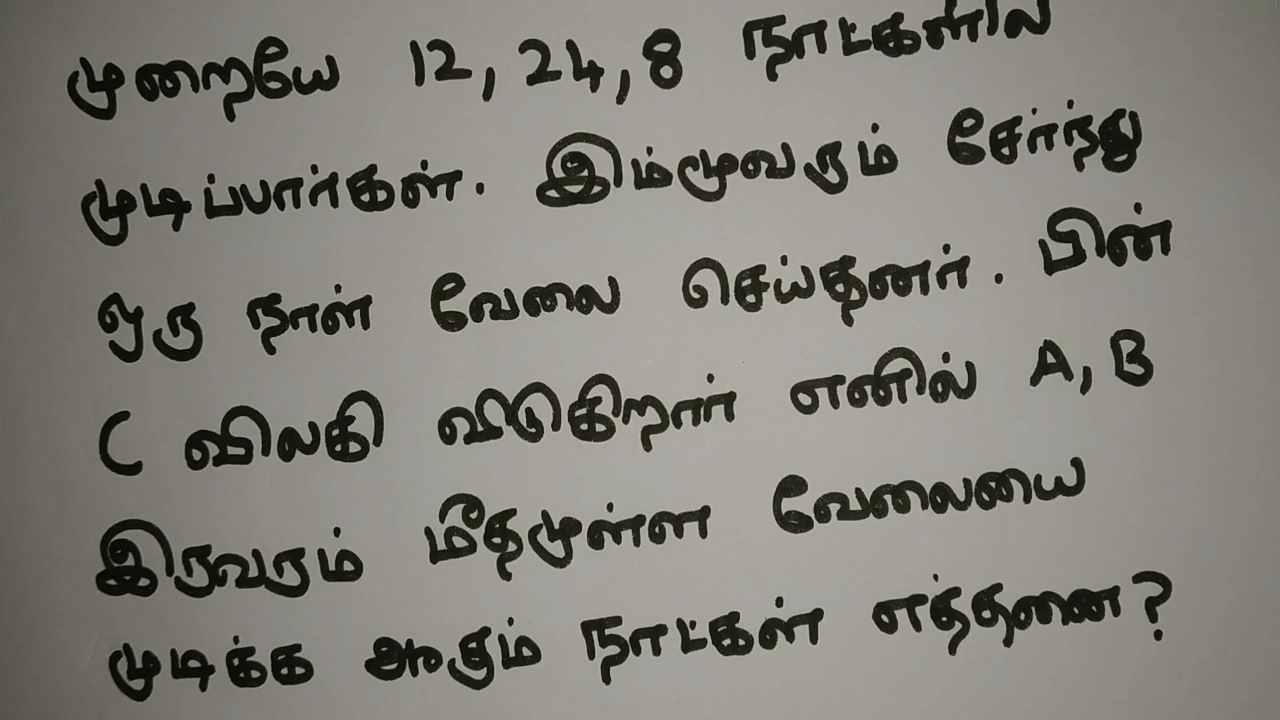 முறையே 12, 24, 8 நாட்களில்
முடிப்பார்கள். இம்மூவரும் சேர்ந்து
ஒரு நாள் வேலை செய்தனர். பின்
C விலகி விடுகிறார் எனில் A, B
இருவரும் மீதமுள்ள வேலையை
முடிக்க ஆகும் நாட்கள் எத்தனை?